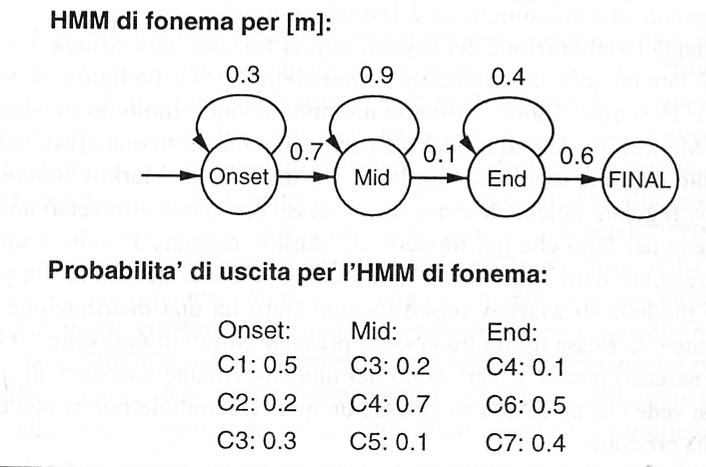 HMM di fonema per [m]:
0.3 0.9 0.4
0.7 0.1 0.6
Onset Mid End FINAL
Probabilita' di uscita per l'HMM di fonema:
Onset: Mid: End:
C1: 0.5 C3: 0.2 C4: 0.1
C2: 0.2 C4: 0.7 C6: 0.5
C3: 0.3 C5: 0.1 C7: 0.4